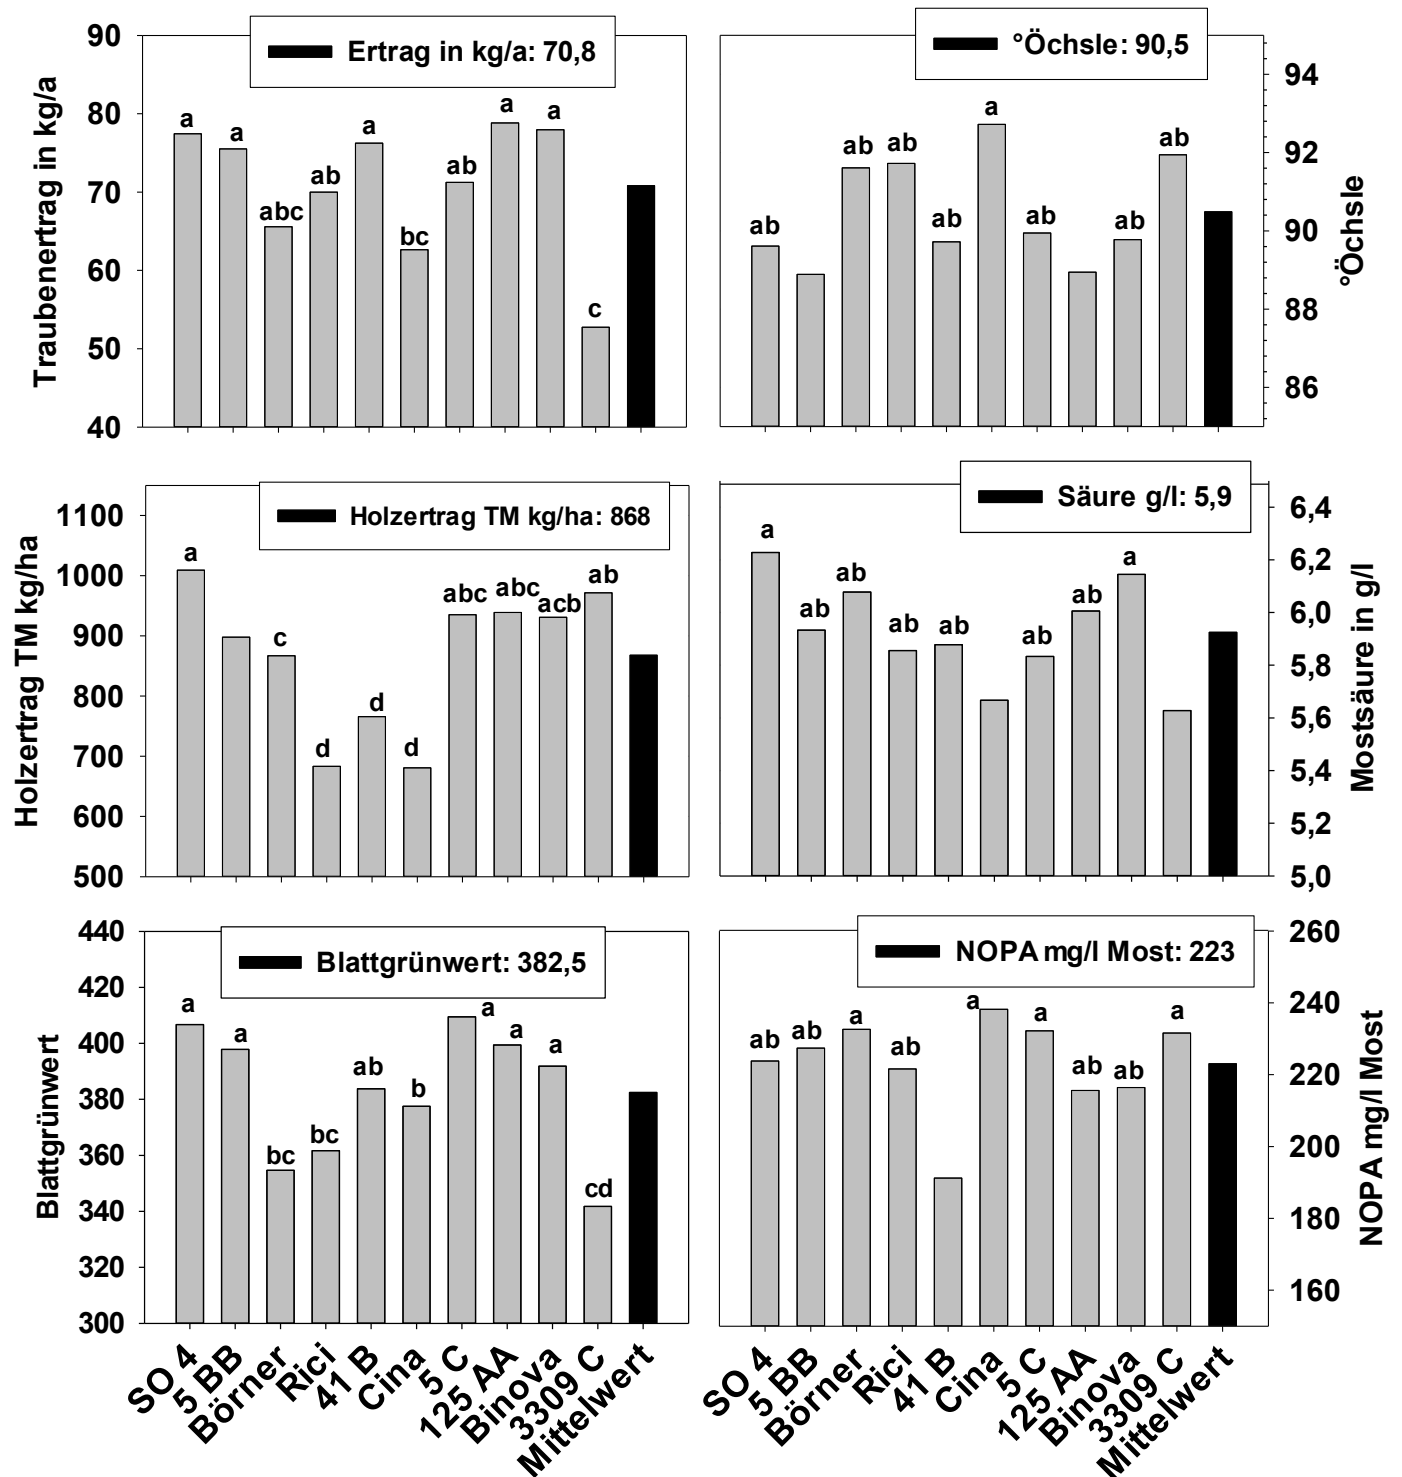 Ertrag in kg/a: 70,8
Traubenertrag in kg/a
90
80
70
60
50
40
a
a
abc
ab
a
bc
ab
a
a
c
°Öchsle: 90,5
ab
ab
ab
ab
a
ab
ab
ab
94
92
90
88
86
°Öchsle
Holzertrag TM kg/ha: 868
Holzertrag TM kg/ha
1100
1000
900
800
700
600
500
a
c
d
d
d
abc
abc
acb
ab
Säure g/l: 5,9
a
ab
ab
ab
ab
ab
ab
a
6,4
6,2
6,0
5,8
5,6
5,4
5,2
5,0
Mostsäure in g/l
Blattgrünwert: 382,5
Blattgrünwert
440
420
400
380
360
340
320
300
a
a
bc
bc
ab
b
a
a
a
cd
SO 4
5 BB
Börner
Rici
41 B
Cina
5 C
125 AA
Binova
3309 C
Mittelwert
NOPA mg/l Most: 223
ab
ab
a
ab
a
a
ab
ab
a
260
240
220
200
180
160
NOPA mg/l Most
SO 4
5 BB
Börner
Rici
41 B
Cina
5 C
125 AA
Binova
3309 C
Mittelwert